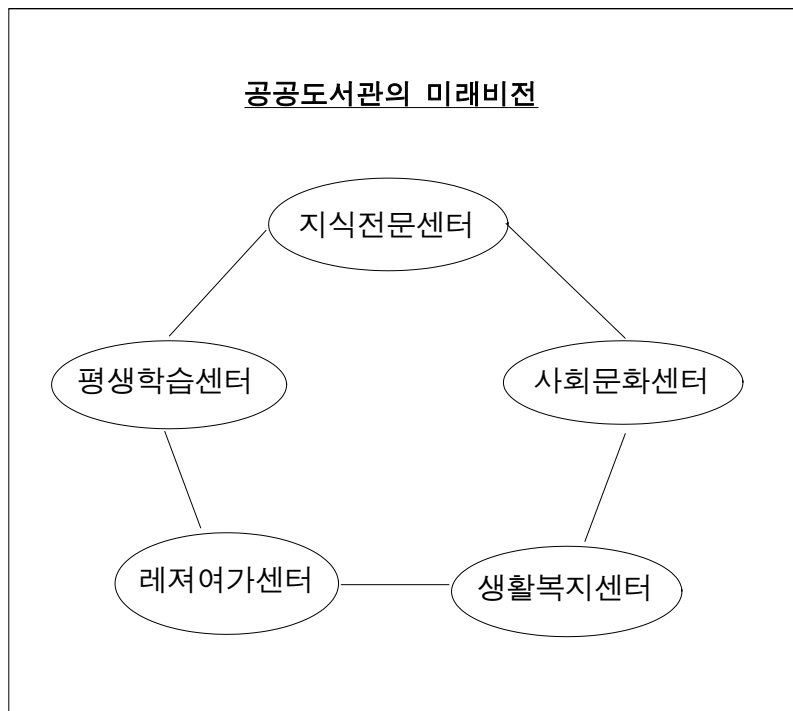 공공도서관의 미래비전
지식전문센터
평생학습센터
사회문화센터
레져여가센터
생활복지센터